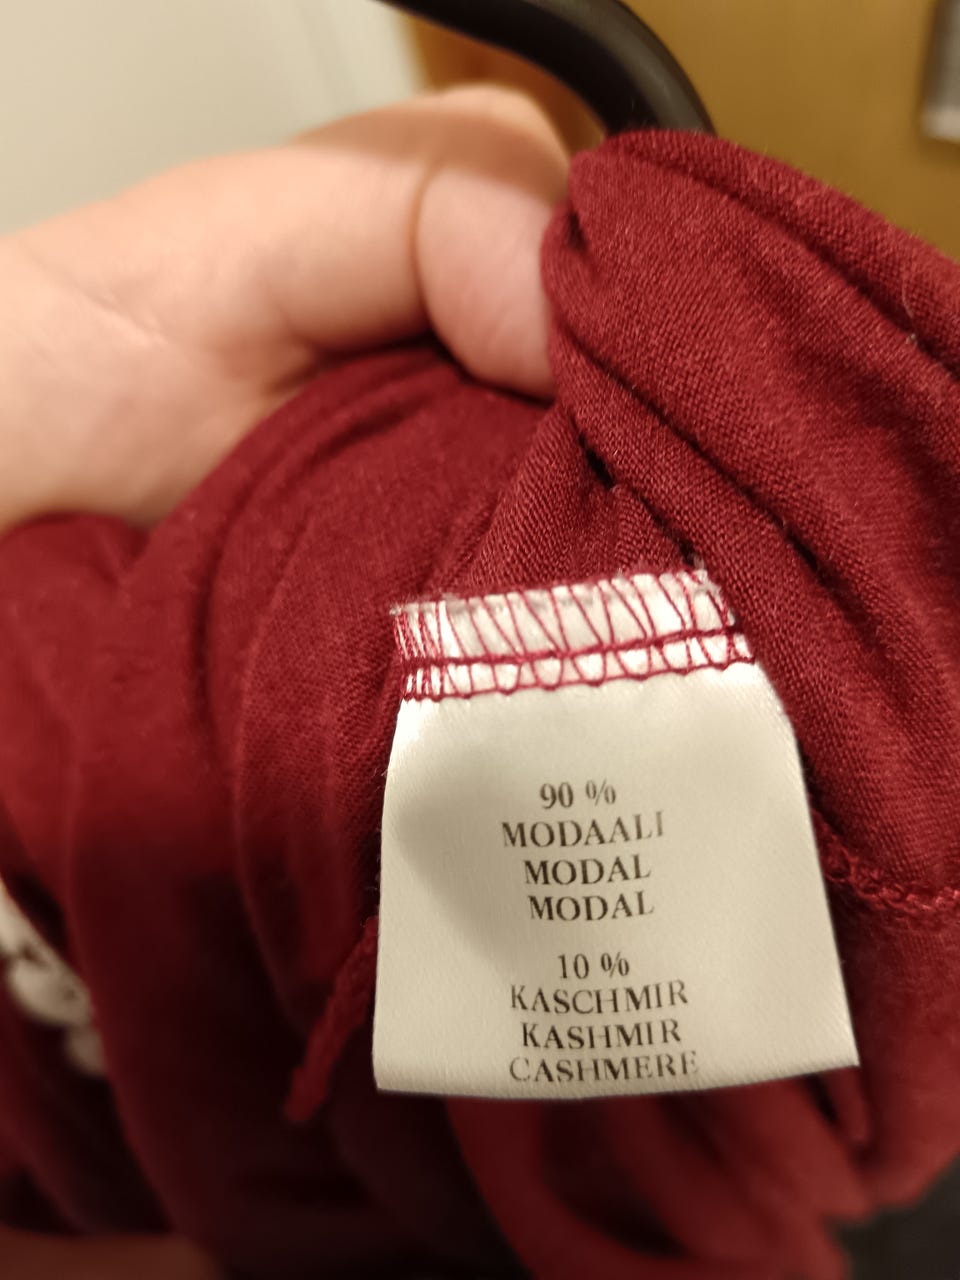 90 %
MODAALI
MODAL
MODAL
10 %
KASCHMIR
KASHMIR
CASHMERE